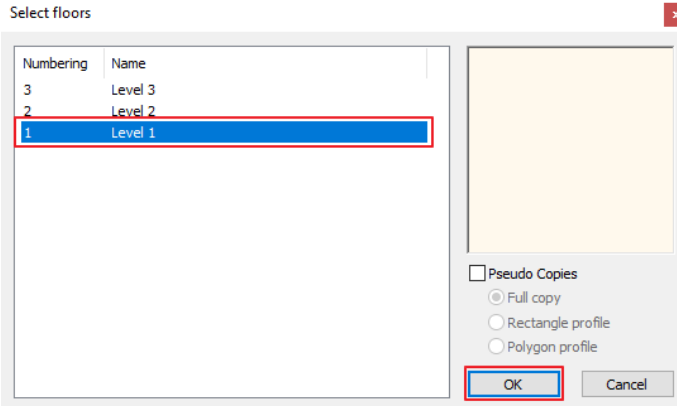 Select floors
Numbering Name
3 Level 3
2 Level 2
1 Level 1
Pseudo Copies
Full copy
Rectangle profile
Polygon profile
OK Cancel